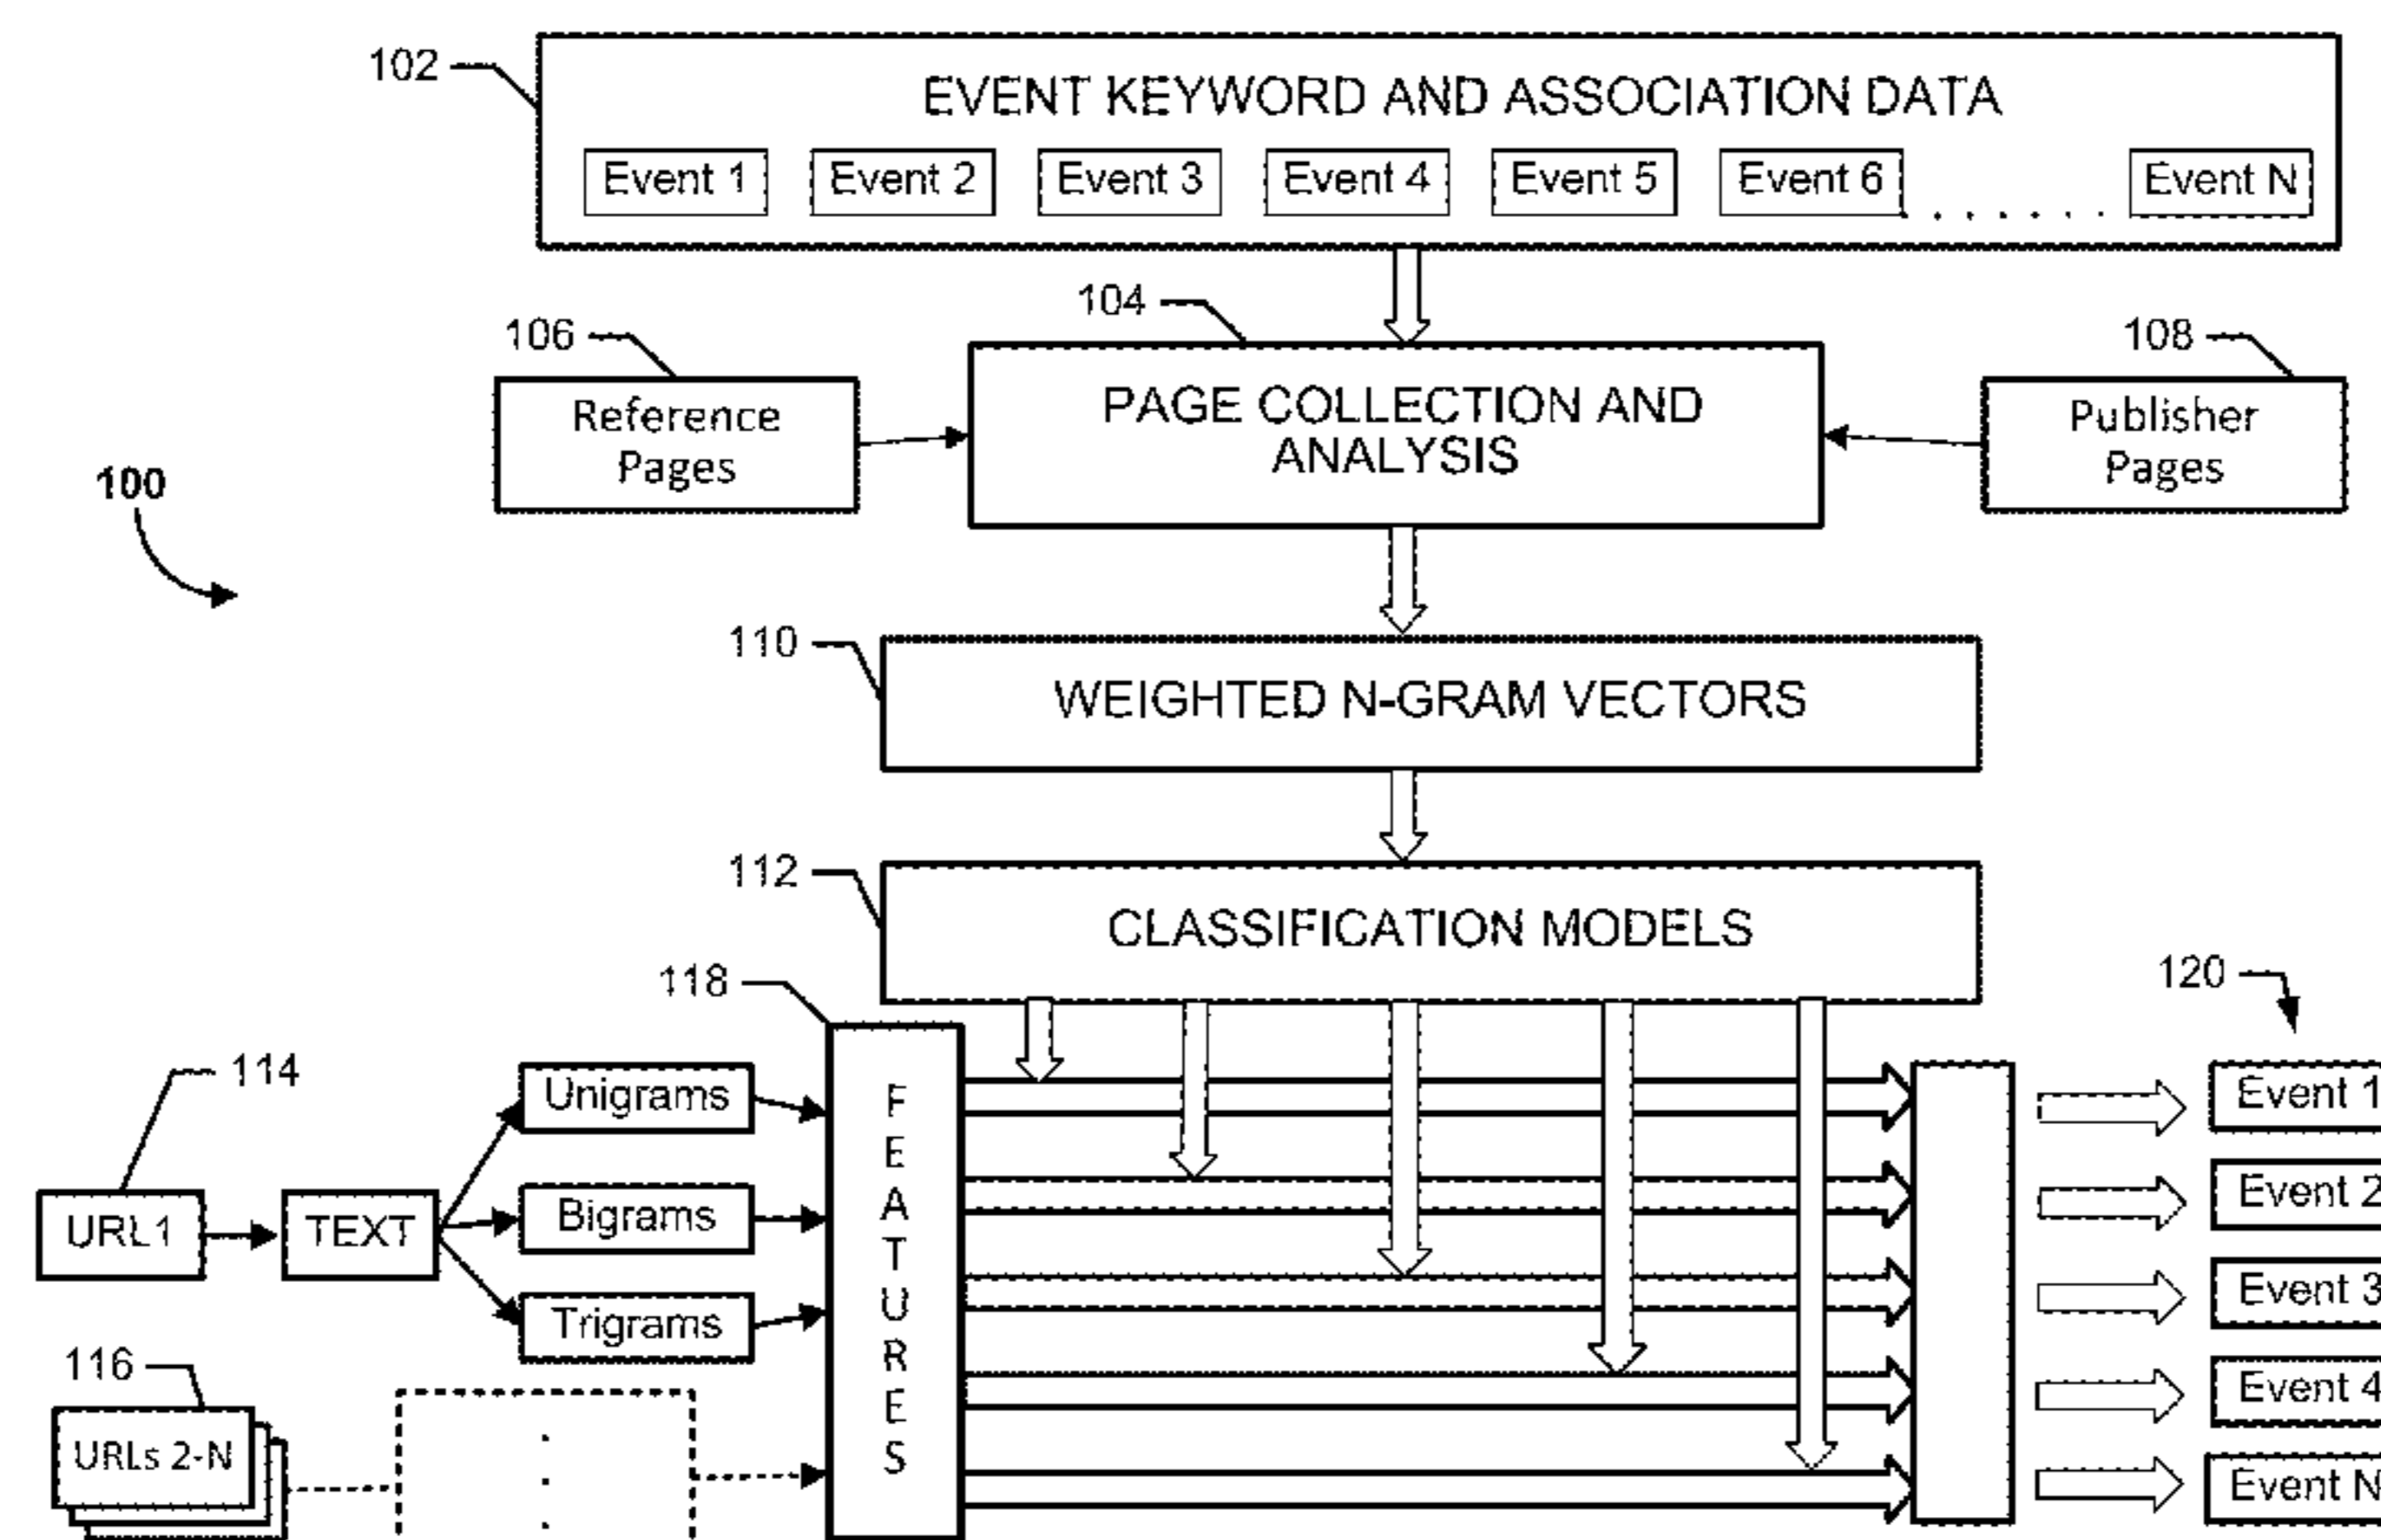 102
EVENT KEYWORD AND ASSOCIATION DATA
Event 1 Event 2 Event 3 Event 4 Event 5 Event 6 . . . . . . Event N
104
106
108
Reference
Pages
PAGE COLLECTION AND
ANALYSIS
Publisher
Pages
100
110
WEIGHTED N-GRAM VECTORS
112
CLASSIFICATION MODELS
118
120
114
URL1
TEXT
Unigrams
Bigrams
Trigrams
116
URLs 2-N
FEATURES
Event 1
Event 2
Event 3
Event 4
Event N